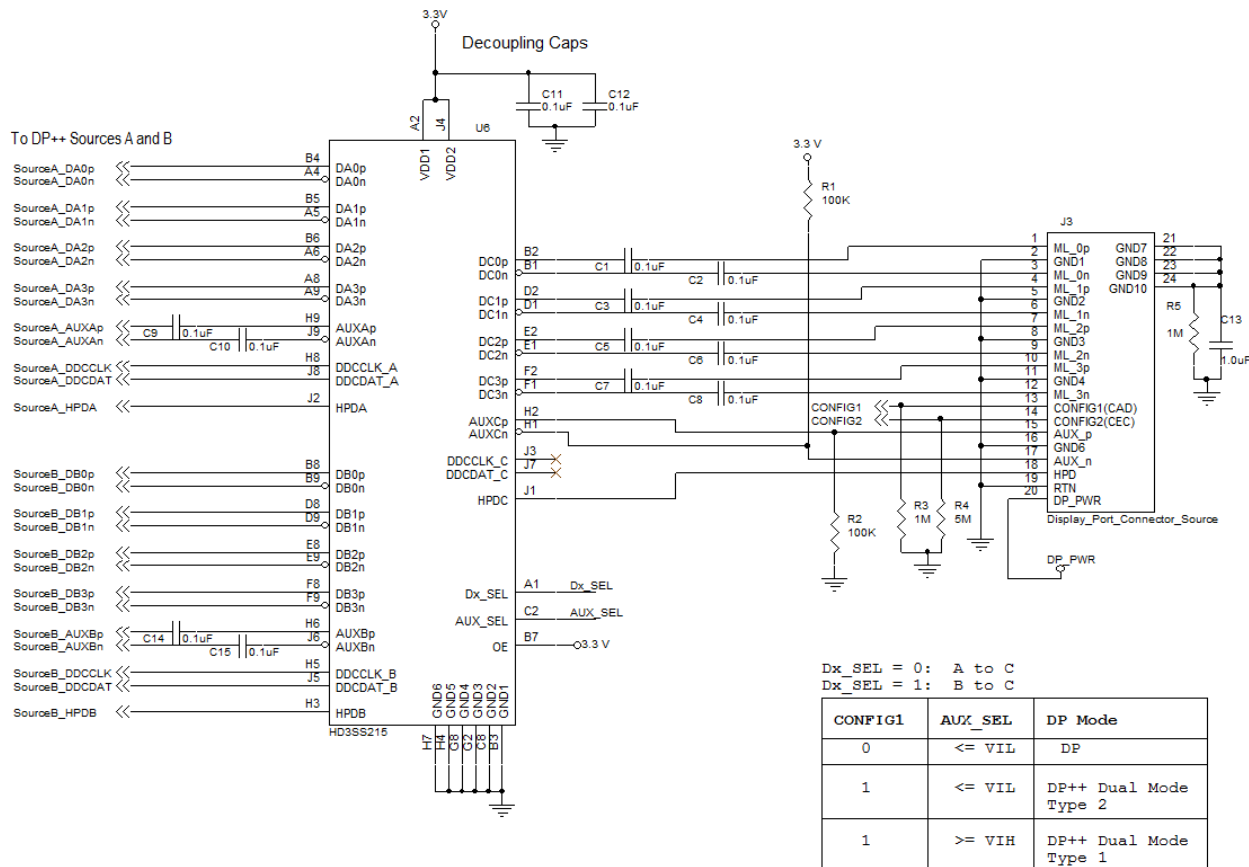 3.3V
Decoupling Caps
C11
0.1uF
C12
0.1uF
To DP++ Sources A and B
A2
J4
U6
VDD1
VDD2
SourceA_DA0p
B4
DA0p
SourceA_DA0n
A4
DA0n
SourceA_DA1p
B5
DA1p
SourceA_DA1n
A5
DA1n
SourceA_DA2p
B6
DA2p
SourceA_DA2n
A6
DA2n
SourceA_DA3p
A8
DA3p
SourceA_DA3n
A9
DA3n
SourceA_AUXAp
C9
0.1uF
H9
AUXAp
SourceA_AUXAn
C10
0.1uF
J9
AUXAn
SourceA_DDCCLK
H8
DDCCLK_A
SourceA_DDCDAT
J8
DDCDAT_A
SourceA_HPDA
J2
HPDA
SourceB_DB0p
B8
DB0p
SourceB_DB0n
B9
DB0n
SourceB_DB1p
D8
DB1p
SourceB_DB1n
D9
DB1n
SourceB_DB2p
E8
DB2p
SourceB_DB2n
E9
DB2n
SourceB_DB3p
F8
DB3p
SourceB_DB3n
F9
DB3n
SourceB_AUXBp
C14
0.1uF
H6
AUXBp
SourceB_AUXBn
C15
0.1uF
J6
AUXBn
SourceB_DDCCLK
H5
DDCCLK_B
SourceB_DDCDAT
J5
DDCDAT_B
SourceB_HPDB
H3
HPDB
HD3SS215
GND6
GND5
GND4
GND3
GND2
GND1
H7
H4
G8
G2
C8
B3
DC0p
B2
C1
0.1uF
DC0n
B1
C2
0.1uF
DC1p
D2
C3
0.1uF
DC1n
D1
C4
0.1uF
DC2p
E2
C5
0.1uF
DC2n
E1
C6
0.1uF
DC3p
F2
C7
0.1uF
DC3n
F1
C8
0.1uF
AUXCp
H2
AUXCn
H1
DDCCLK_C
J3
DDCDAT_C
J7
HPDC
J1
Dx_SEL
A1
Dx_SEL
AUX_SEL
C2
AUX_SEL
OE
B7
3.3 V
3.3 V
R1
100K
R2
100K
CONFIG1
CONFIG2
R3
1M
R4
5M
J3
1
ML_0p
2
GND1
3
ML_0n
4
ML_1p
5
GND2
6
ML_1n
7
ML_2p
8
GND3
9
ML_2n
10
ML_3p
11
GND4
12
ML_3n
13
CONFIG1(CAD)
14
CONFIG2(CEC)
15
AUX_p
16
GND6
17
AUX_n
18
HPD
19
RTN
20
DP_PWR
GND7
21
GND8
22
GND9
23
GND10
24
R5
1M
C13
1.0uF
Display_Port_Connector_Source
DP_PWR
Dx_SEL = 0: A to C
Dx_SEL = 1: B to C
CONFIG1 AUX_SEL DP Mode
0 <= VIL DP
1 <= VIL DP++ Dual Mode
Type 2
1 >= VIH DP++ Dual Mode
Type 1